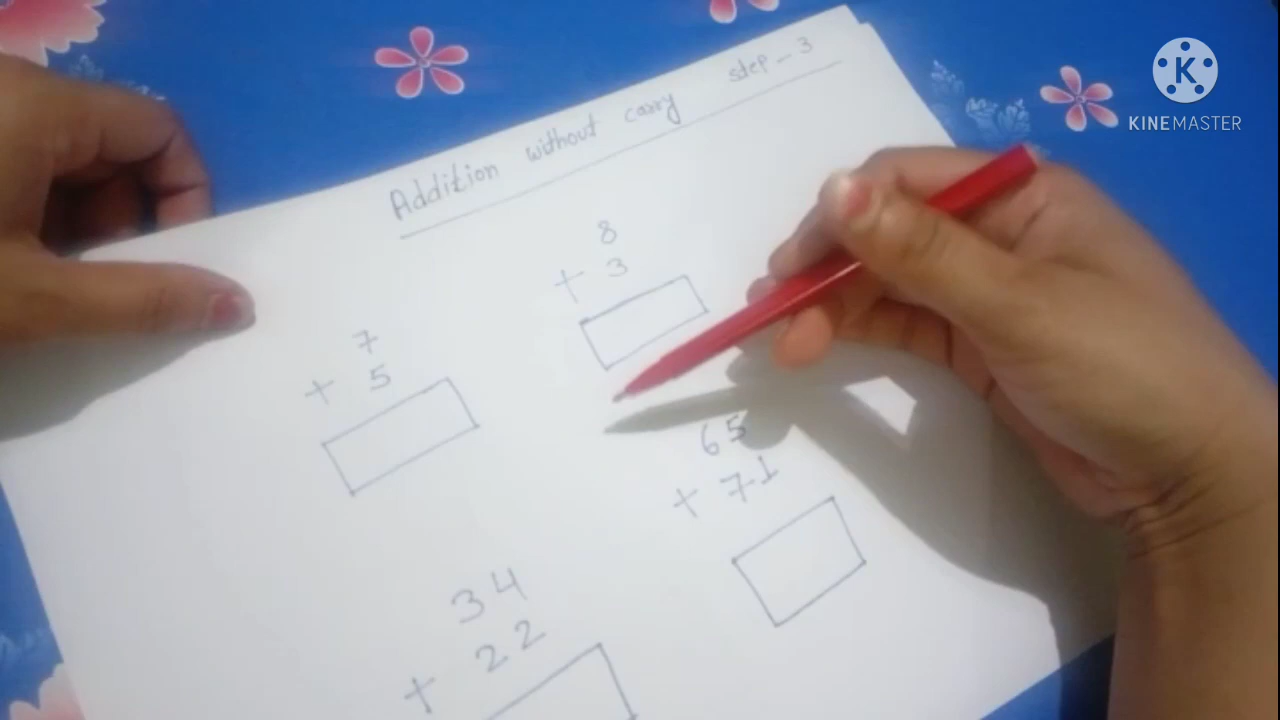 Addition without carry step - 3
8
+ 3
7
+ 5
65
+ 71
34
+ 22
K
KINEMASTER